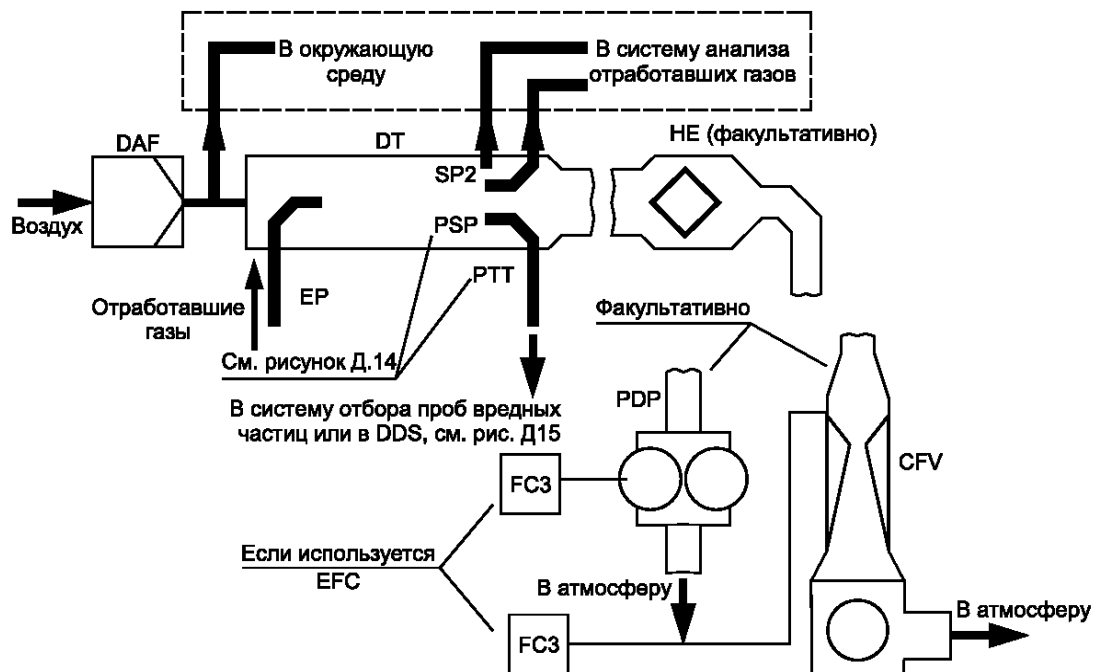 В окружающую
среду
В систему анализа
отработавших газов
DAF
DT
HE (факультативно)
SP2
Воздух
PSP
EP
PTT
Отработавшие
газы
Факультативно
См. рисунок Д.14
В систему отбора проб вредных
частиц или в DDS, см. рис. Д15
PDP
CFV
FC3
Если используется
EFC
В атмосферу
В атмосферу
FC3